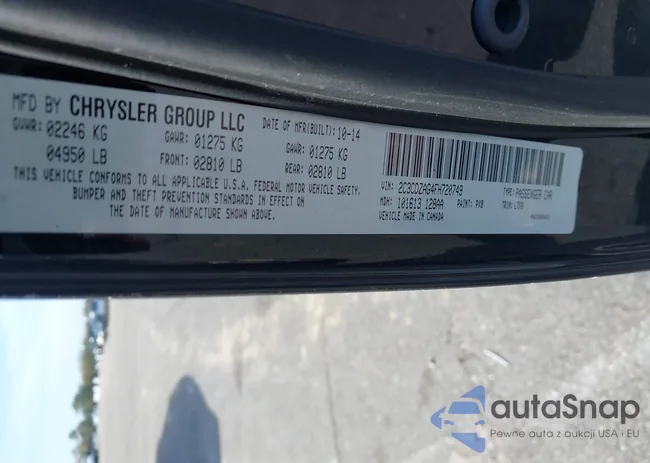 MFD BY CHRYSLER GROUP LLC
DATE OF MFR(BUILT): 10-14
GVWR: 02246 KG
GAWR: 01275 KG
GAWR: 01275 KG
04950 LB
FRONT: 02810 LB
REAR: 02810 LB
THIS VEHICLE CONFORMS TO ALL APPLICABLE U.S.A. FEDERAL MOTOR VEHICLE SAFETY,
BUMPER AND THEFT PREVENTION STANDARDS IN EFFECT ON
THE DATE OF MANUFACTURE SHOWN ABOVE.
VIN: 2C3CDZAG4FH720749
TYPE: PASSENGER CAR
MDH: 101613 128AA
PAINT: PX8
TRIM:
VEHICLE MADE IN CANADA
autaSnap
Pewne auta z aukcji USA i EU